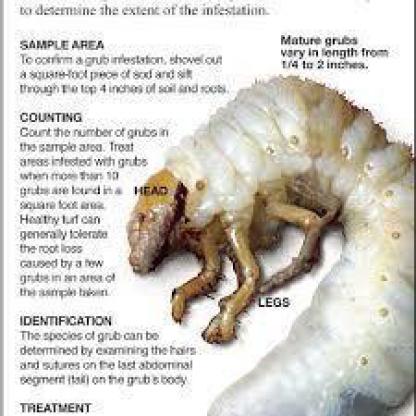 to determine the extent of the infestation.
SAMPLE AREA
To confirm a grub infestation, shovel out
a square-foot piece of sod and sift
through the top 4 inches of soil and roots.
Mature grubs
vary in length from
1/4 to 2 inches.
COUNTING
Count the number of grubs in
the sample area. Treat
areas infested with grubs
when more than 10
grubs are found in a
square foot area.
Healthy turf can
generally tolerate
the root loss
caused by a few
grubs in an area of
the sample taken.
HEAD
LEGS
IDENTIFICATION
The species of grub can be
determined by examining the hairs
and sutures on the last abdominal
segment (tail) on the grub's body
TREATMENT